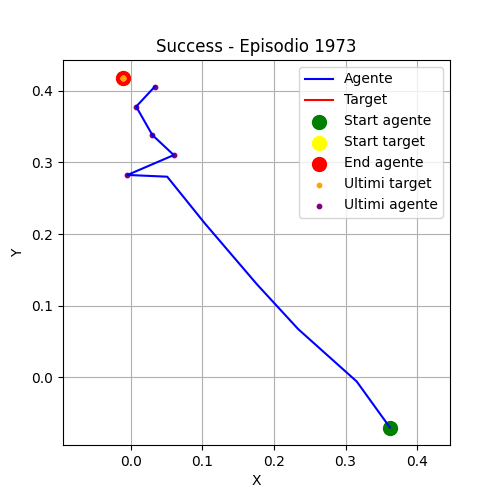 Success - Episodio 1973
Agente
Target
Start agente
Start target
End agente
Ultimi target
Ultimi agente
0.4
0.3
0.2
0.1
0.0
Y
0.0
0.1
0.2
0.3
0.4
X